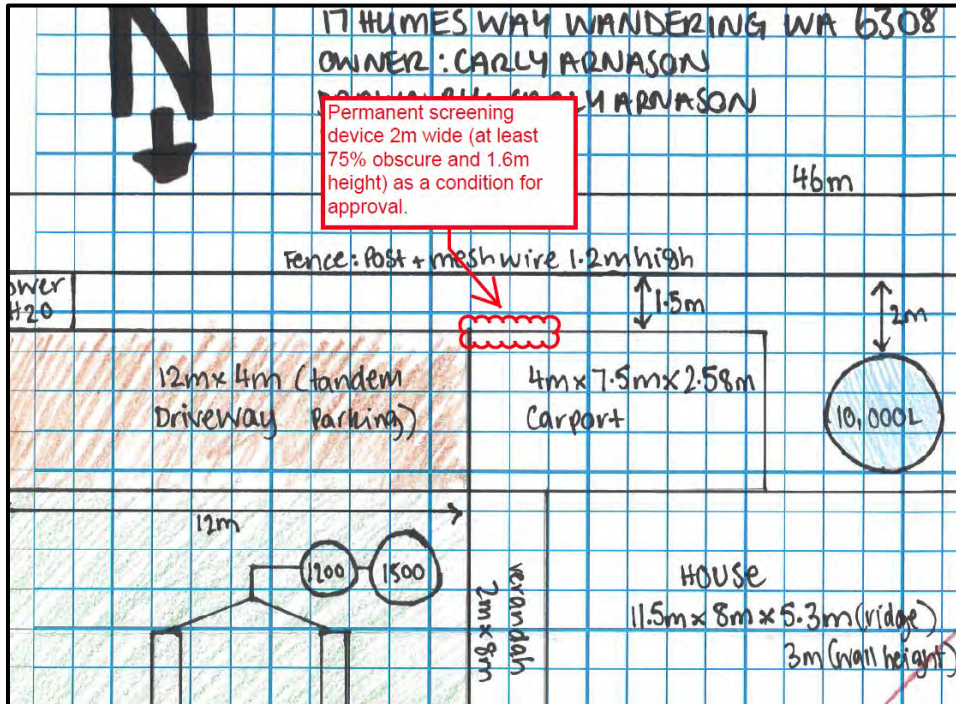 N
17 HUMES WAY WANDERING WA 6308
OWNER: CARLY ARNASON
ARNASON
Permanent screening
device 2m wide (at least
75% obscure and 1.6m
height) as a condition for
approval.
46m
Fence: Post + mesh wire 1.2m high
H2O
1.5m
2m
12m x 4m (tandem
Driveway Parking)
4m x 7.5m x 2.58m
Carport
10,000L
12m
1200
1500
verandah
2m x 8m
HOUSE
11.5m x 8m x 5.3m (ridge)
3m (wall height)